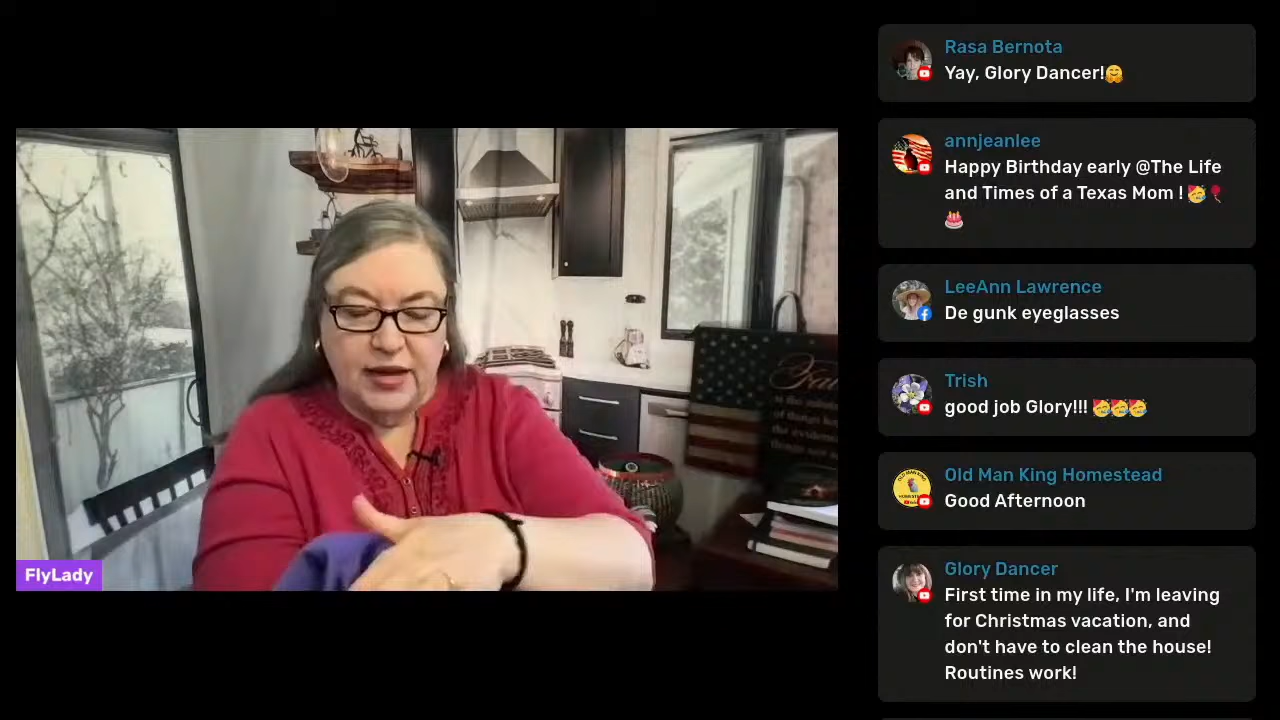 Rasa Bernota
Yay, Glory Dancer!🤗
annjeanlee
Happy Birthday early @The Life
and Times of a Texas Mom ! 🥳🎈
🎂
LeeAnn Lawrence
De gunk eyeglasses
Trish
good job Glory!!! 🥳🥳🥳
Old Man King Homestead
Good Afternoon
Glory Dancer
First time in my life, I'm leaving
for Christmas vacation, and
don't have to clean the house!
Routines work!
FlyLady